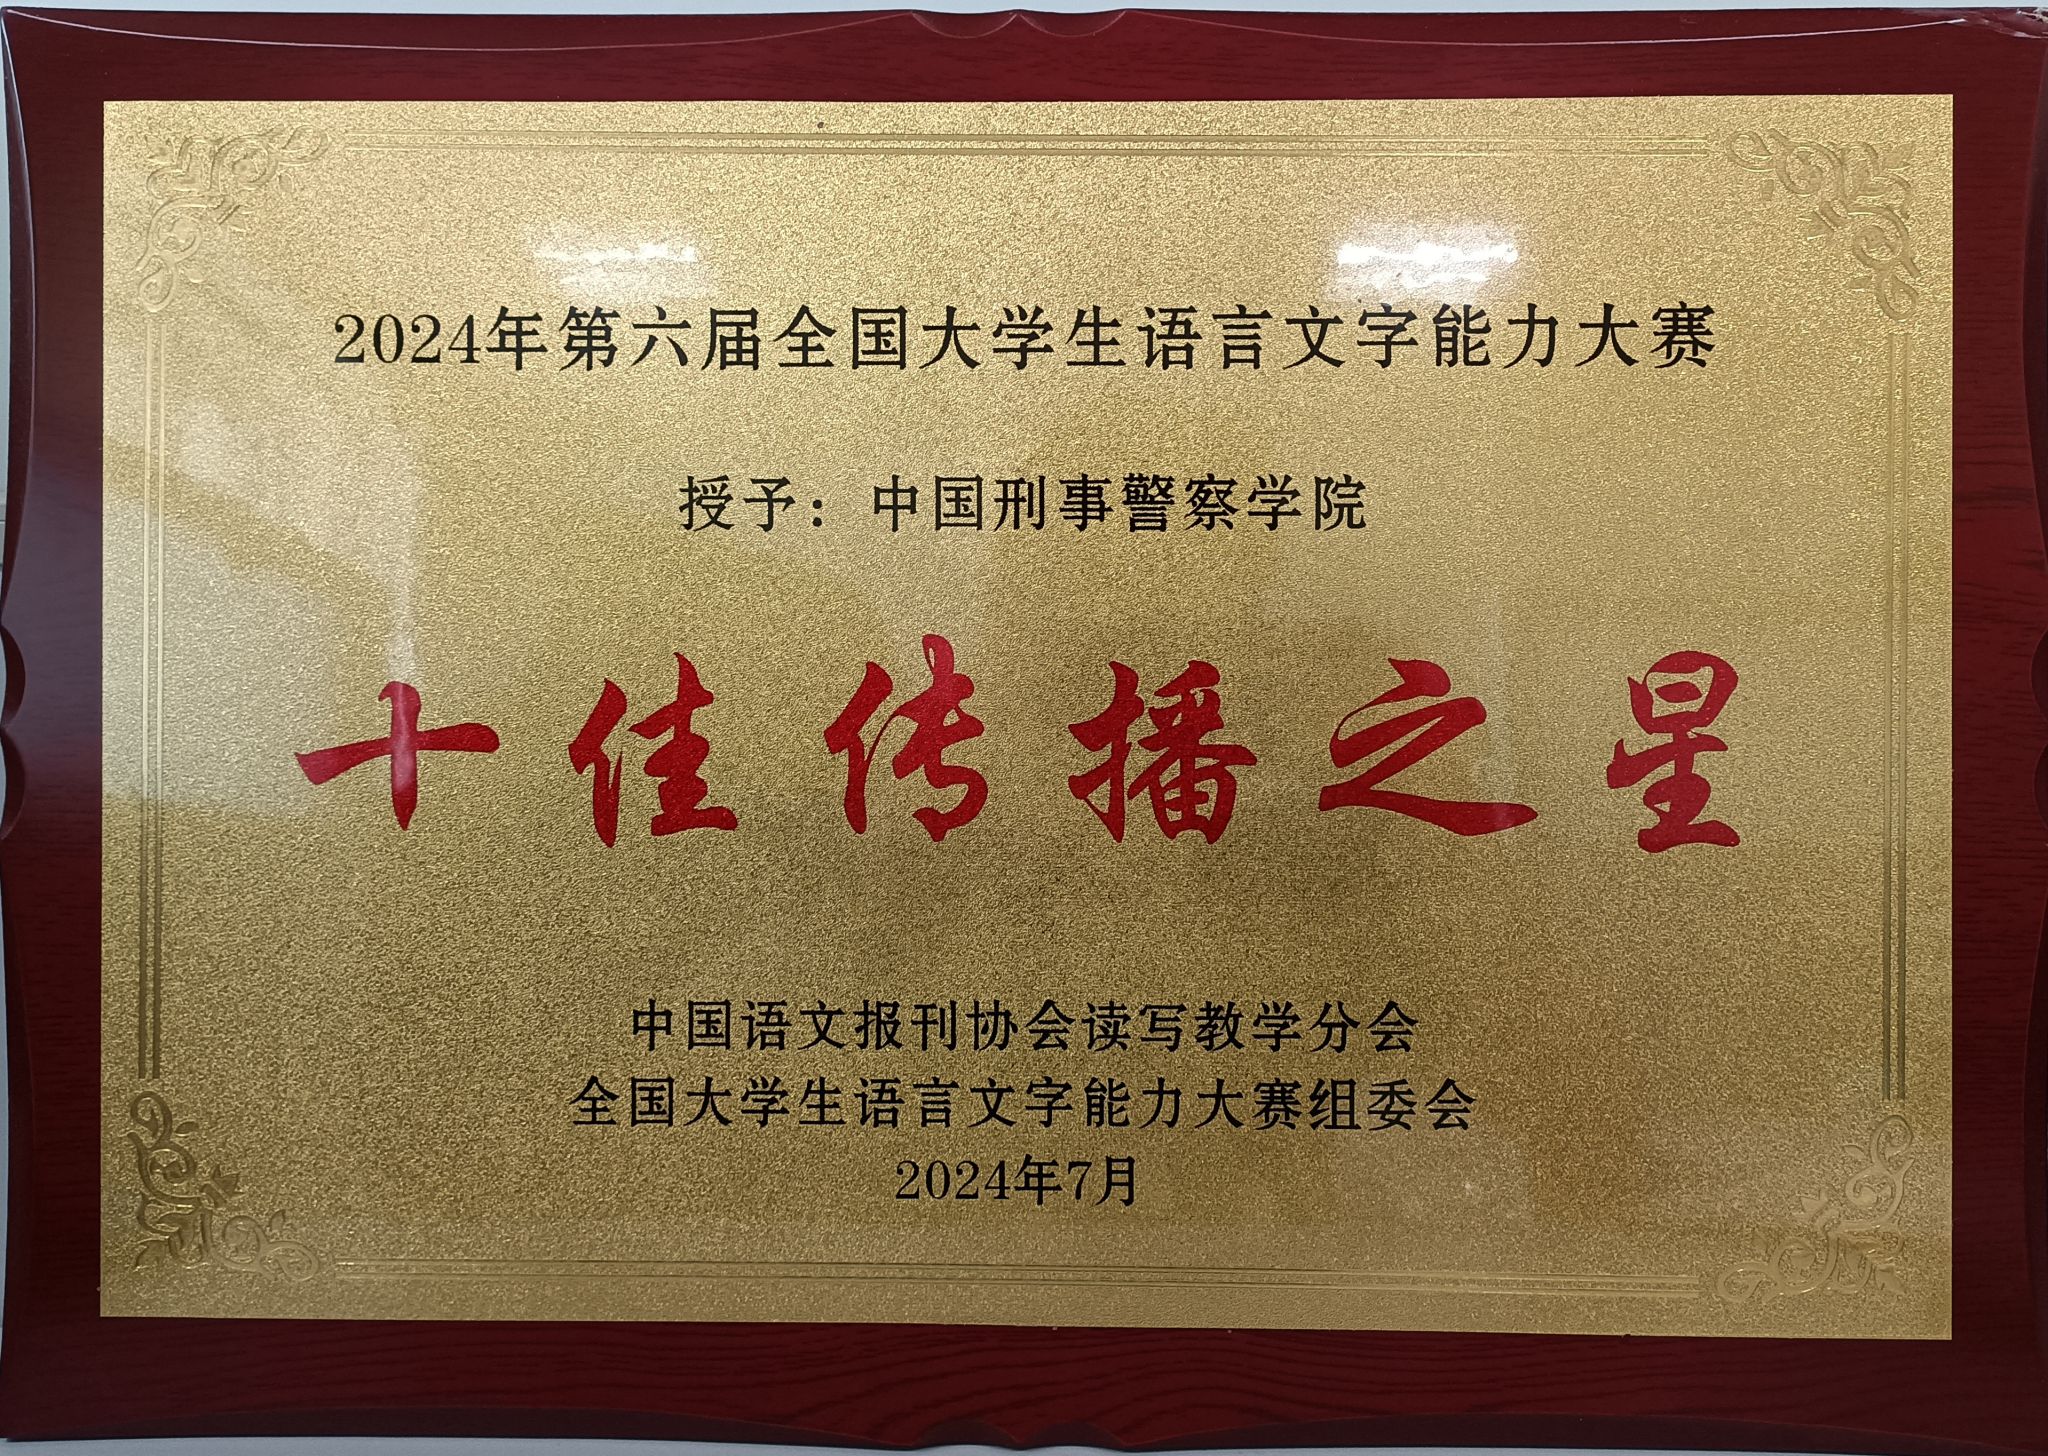 2024年第六届全国大学生语言文字能力大赛
授予：中国刑事警察学院
十佳传播之星
中国语文报刊协会读写教学分会
全国大学生语言文字能力大赛组委会
2024年7月